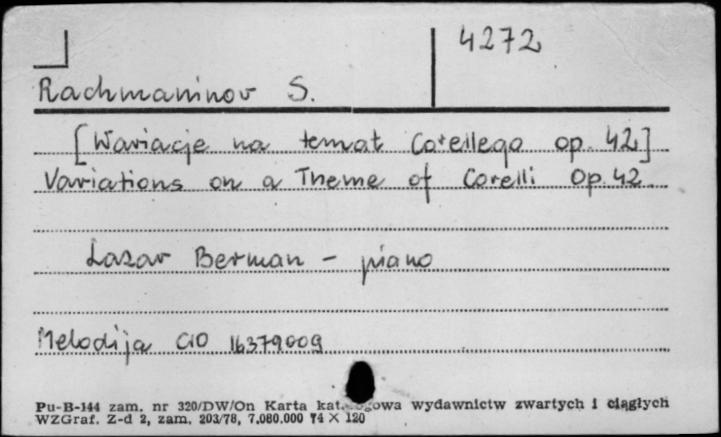 4272
Rachmaninov S.
[Wariacje na temat Corellego op. 42]
Variations on a Theme of Corelli Op. 42
Lazar Berman - piano
Melodija C10 16379009
Pu-B-144 zam. nr 320/DW/On Karta katalogowa wydawnictw zwartych i ciągłych
WZGraf. Z-d 2, zam. 203/78, 7.080.000 74 X 120